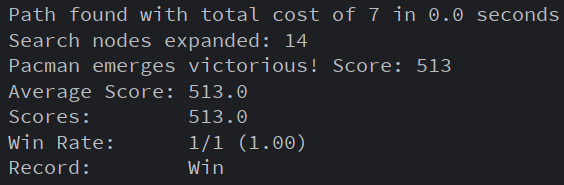 Path found with total cost of 7 in 0.0 seconds
Search nodes expanded: 14
Pacman emerges victorious! Score: 513
Average Score: 513.0
Scores:        513.0
Win Rate:      1/1 (1.00)
Record:        Win